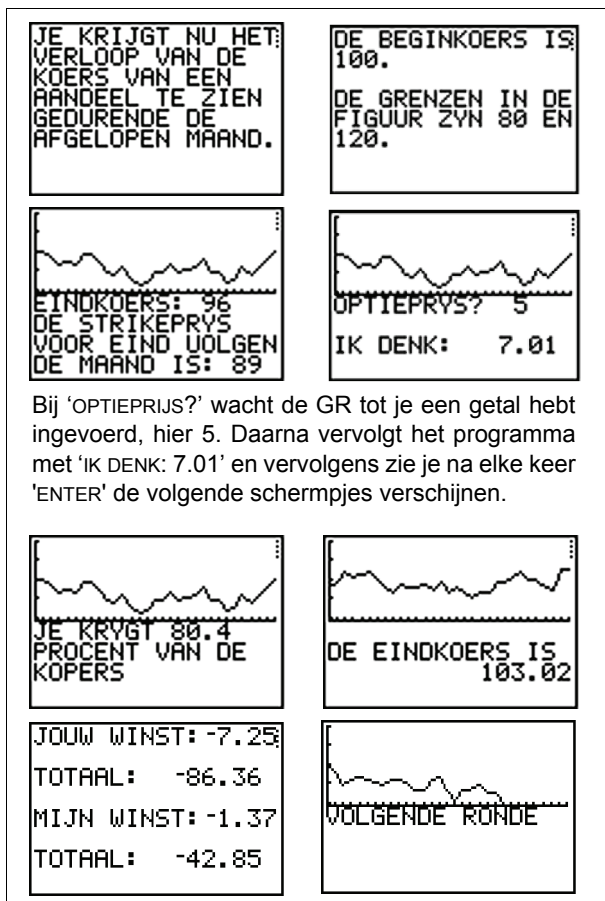 JE KRIJGT NU HET
VERLOOP VAN DE
KOERS VAN EEN
AANDEEL TE ZIEN
GEDURENDE DE
AFGELOPEN MAAND.
DE BEGINKOERS IS
100.
DE GRENZEN IN DE
FIGUUR ZYN 80 EN
120.
EINDKOERS: 96
DE STRIKEPRYS
VOOR EIND VOLGEN
DE MAAND IS: 89
OPTIEPRYS? 5
IK DENK: 7.01
Bij ‘OPTIEPRIJS?’ wacht de GR tot je een getal hebt
ingevoerd, hier 5. Daarna vervolgt het programma
met ‘IK DENK: 7.01’ en vervolgens zie je na elke keer
'ENTER' de volgende schermpjes verschijnen.
JE KRYGT 80.4
PROCENT VAN DE
KOPERS
DE EINDKOERS IS
103.02
JOUW WINST: -7.25
TOTAAL: -86.36
MIJN WINST: -1.37
TOTAAL: -42.85
VOLGENDE RONDE